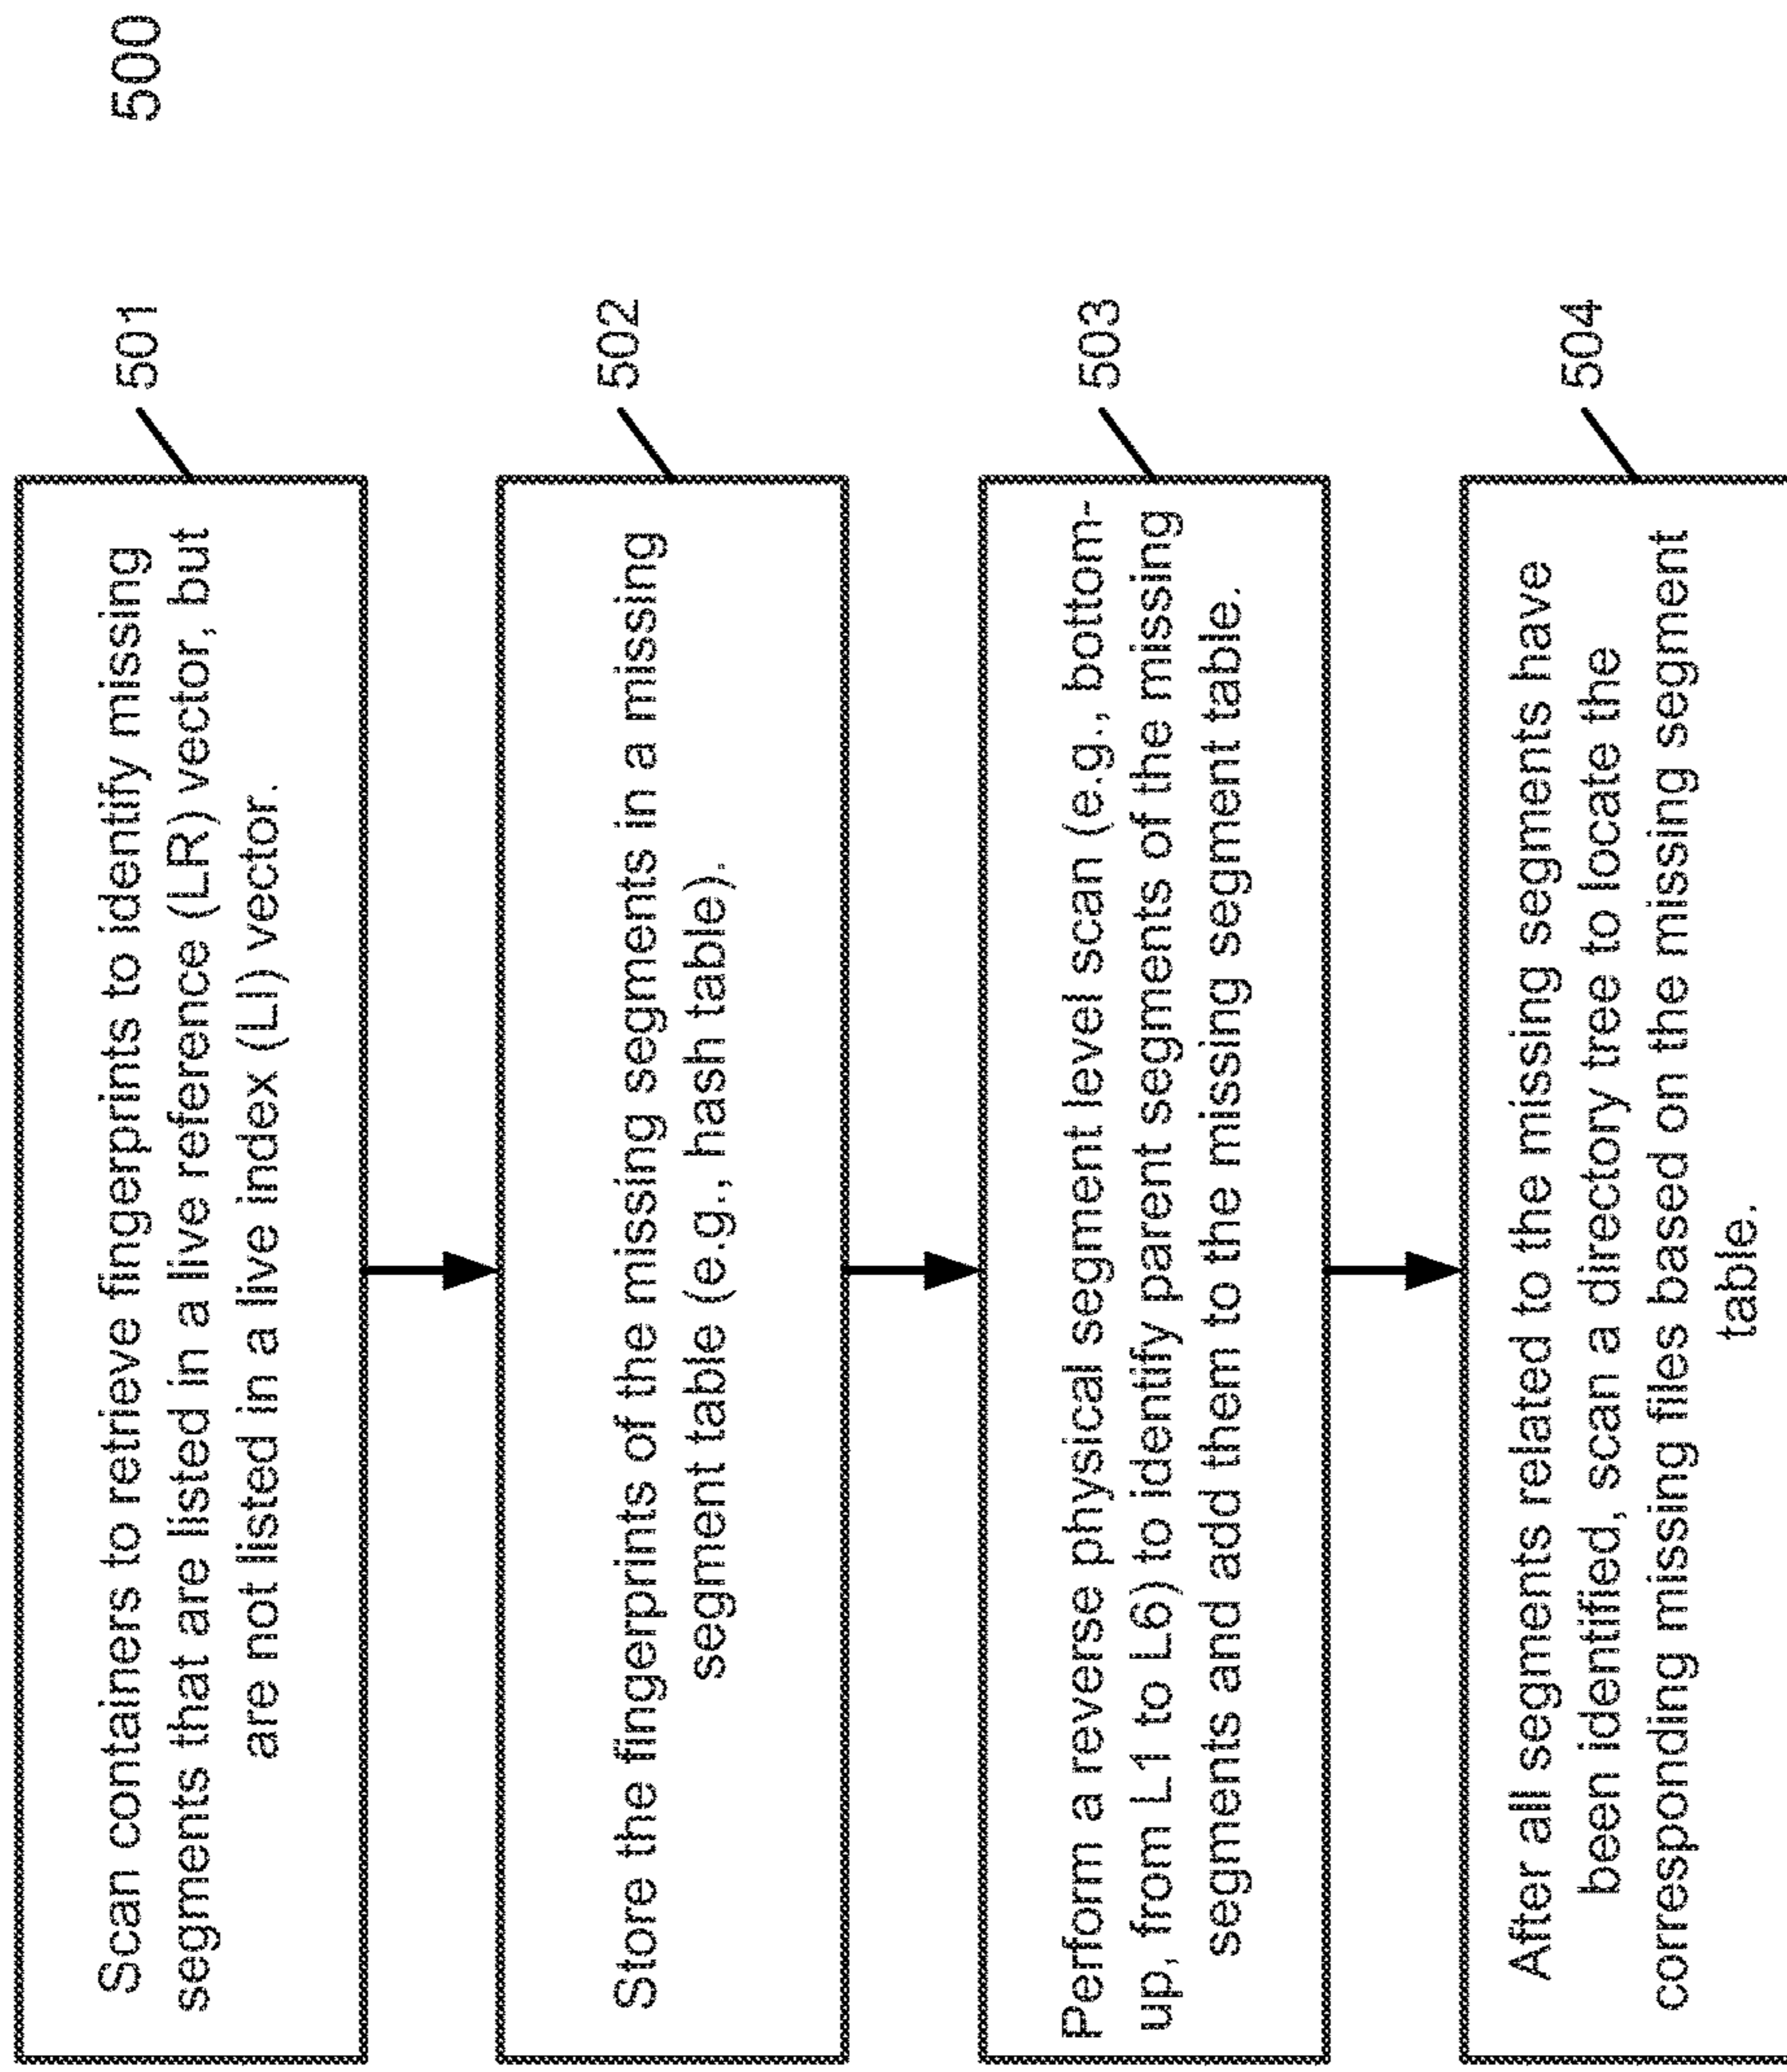 500
501
Scan containers to retrieve fingerprints to identify missing
segments that are listed in a live reference (LR) vector, but
are not listed in a live index (LI) vector.
502
Store the fingerprints of the missing segments in a missing
segment table (e.g., hash table).
503
Perform a reverse physical segment level scan (e.g., bottom-
up, from L1 to L6) to identify parent segments of the missing
segments and add them to the missing segment table.
504
After all segments related to the missing segments have
been identified, scan a directory tree to locate the
corresponding missing files based on the missing segment
table.